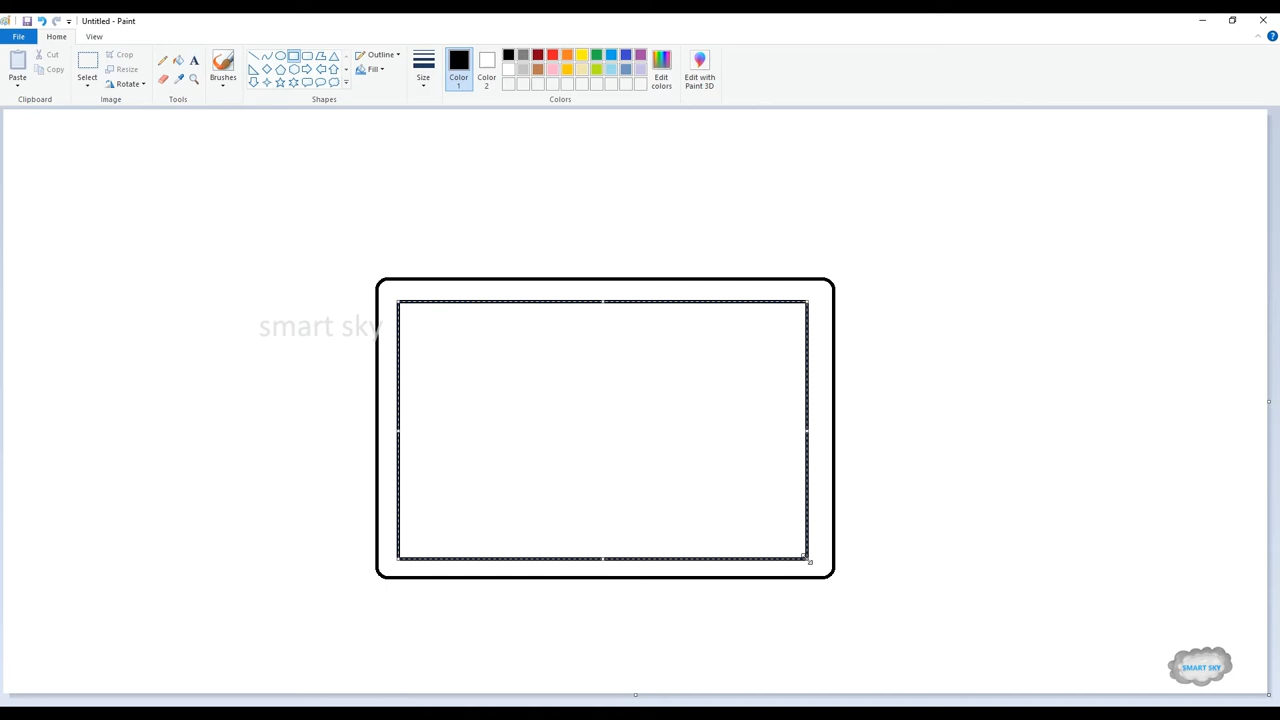 Untitled - Paint
File Home View
Paste
Cut
Copy
Clipboard
Select
Crop
Resize
Rotate
Image
Tools
Brushes
Shapes
Outline
Fill
Size
Color 1
Color 2
Edit colors
Colors
Edit with Paint 3D
smart sky
SMART SKY